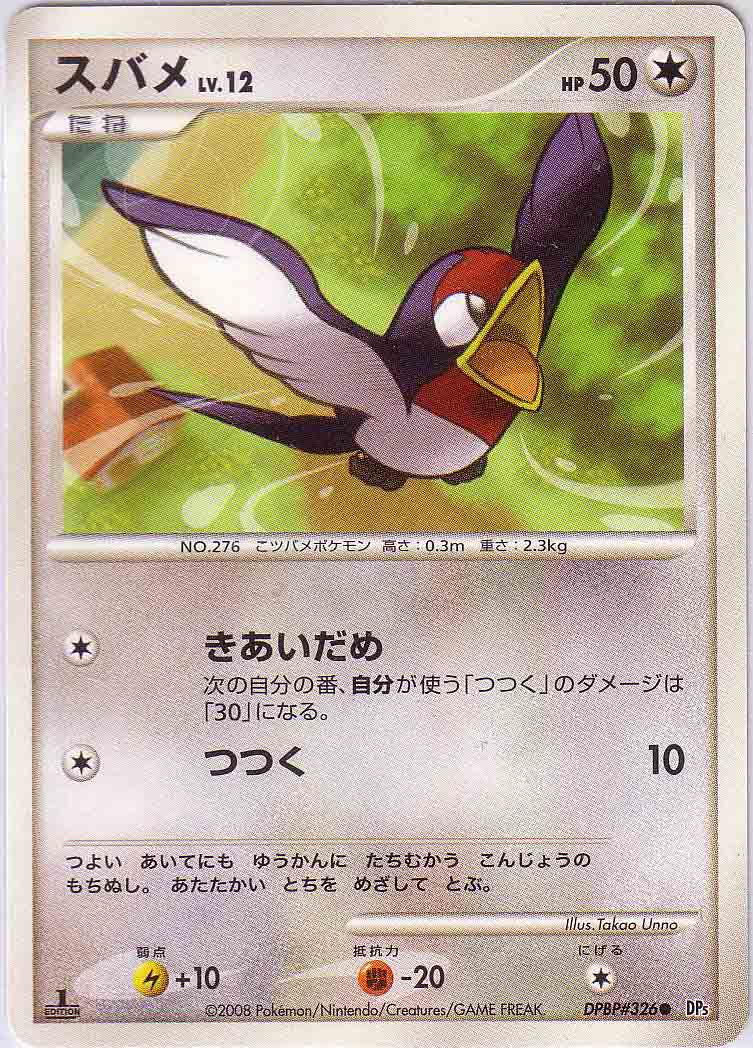 スバメ LV.12 HP 50
たね
NO.276 こツバメポケモン 高さ:0.3m 重さ:2.3kg
きあいだめ
次の自分の番、自分が使う「つつく」のダメージは
「30」になる。
つつく 10
つよい あいてにも ゆうかんに たちむかう こんじょうの
もちぬし。 あたたかい とちを めざして とぶ。
Illus.Takao Unno
弱点 抵抗力 にげる
+10 -20
1 EDITION ©2008 Pokémon/Nintendo/Creatures/GAME FREAK. DPBP#326 DPs